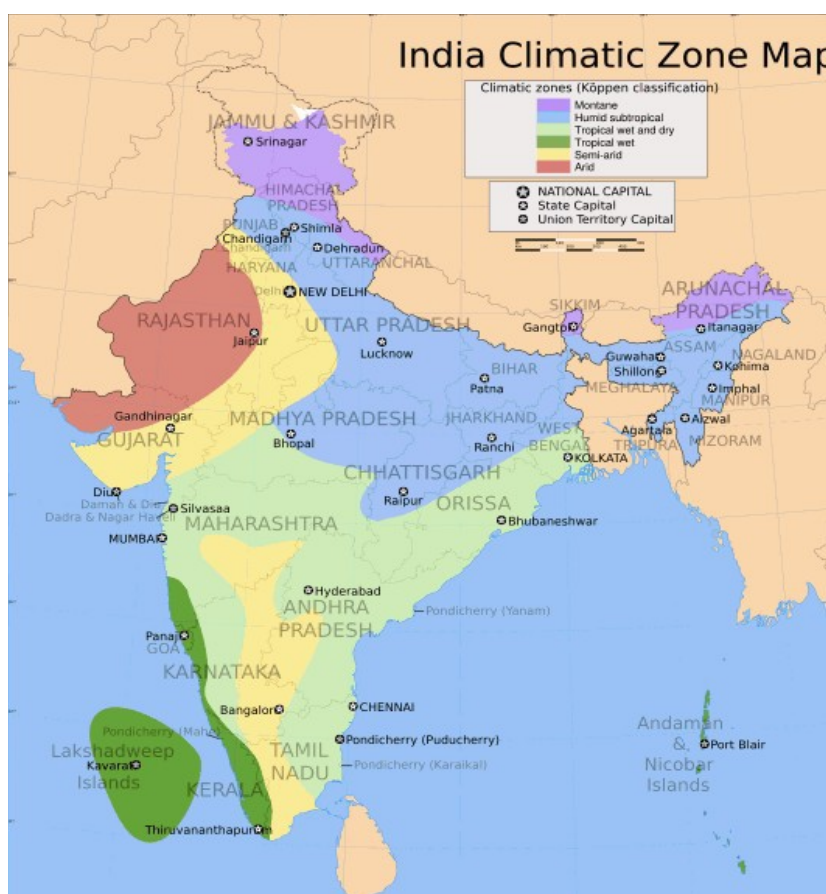 India Climatic Zone Map
Climatic zones (Köppen classification)
Montane
Humid subtropical
Tropical wet and dry
Tropical wet
Semi-arid
Arid
NATIONAL CAPITAL
State Capital
Union Territory Capital
JAMMU & KASHMIR
Srinagar
HIMACHAL
PRADESH
PUNJAB
Shimla
Chandigarh
Chandigarh
Dehradun
UTTARANCHAL
HARYANA
Delhi
NEW DELHI
ARUNACHAL
PRADESH
SIKKIM
RAJASTHAN
UTTAR PRADESH
Gangtok
Itanagar
Jaipur
Lucknow
ASSAM
NAGALAND
Guwahati
BIHAR
Kohima
Shillong
Patna
MEGHALAYA
Imphal
MANIPUR
Gandhinagar
MADHYA PRADESH
JHARKHAND
WEST
BENGAL
Agartala
Aizwal
GUJARAT
Bhopal
Ranchi
TRIPURA
MIZORAM
KOLKATA
CHHATTISGARH
Diu
Raipur
ORISSA
Daman & Diu
Dadra & Nagar Haveli
Silvasaa
MAHARASHTRA
Bhubaneshwar
MUMBAI
Hyderabad
ANDHRA
PRADESH
Pondicherry (Yanam)
Panaji
GOA
KARNATAKA
Bangalore
CHENNAI
Pondicherry (Mahe)
Pondicherry (Puducherry)
Lakshadweep
Islands
Kavarati
TAMIL
NADU
Pondicherry (Karaikal)
Andaman
&
Nicobar
Islands
Port Blair
KERALA
Thiruvananthapuram